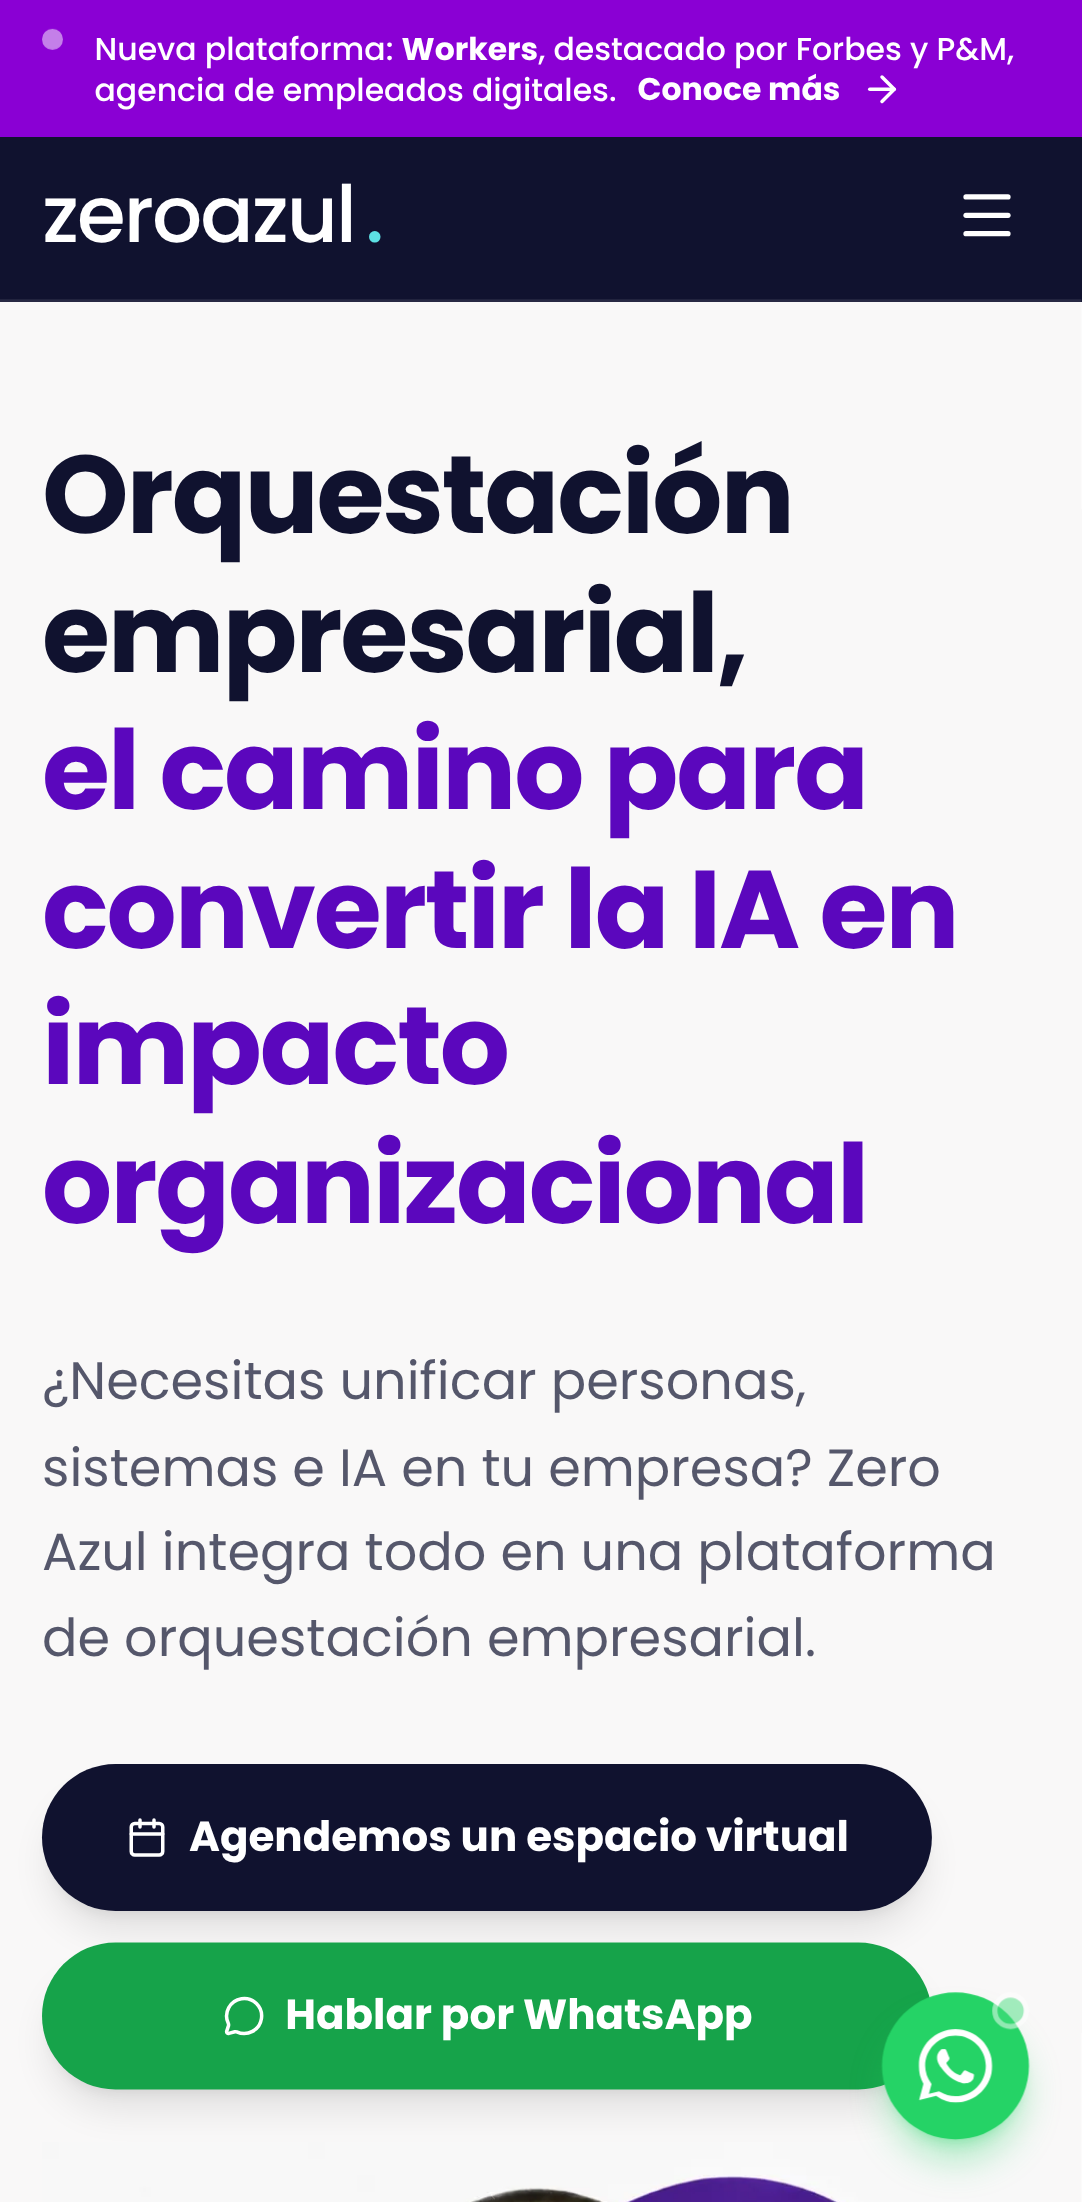 Nueva plataforma: Workers, destacado por Forbes y P&M,
agencia de empleados digitales. Conoce más →
zeroazul.
Orquestación
empresarial,
el camino para
convertir la IA en
impacto
organizacional
¿Necesitas unificar personas,
sistemas e IA en tu empresa? Zero
Azul integra todo en una plataforma
de orquestación empresarial.
Agendemos un espacio virtual
Hablar por WhatsApp